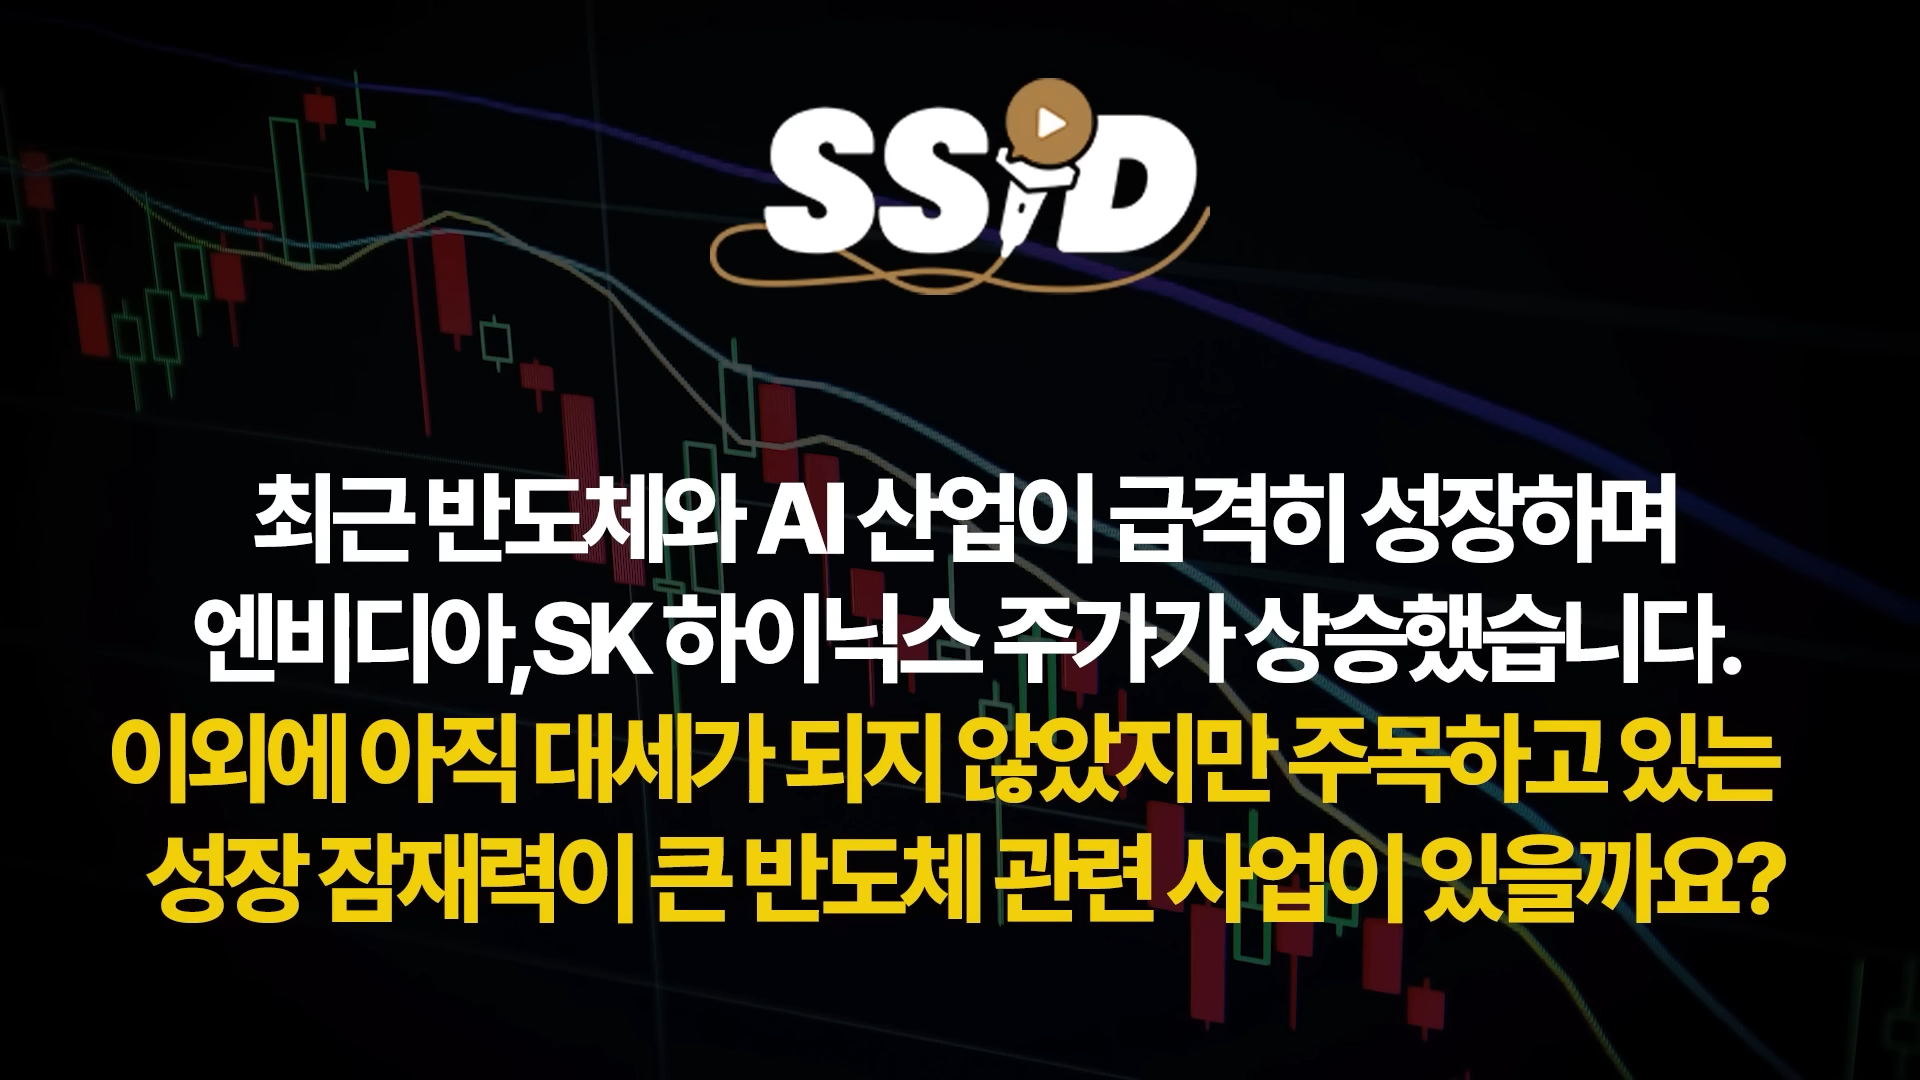 SSiD
최근 반도체와 AI 산업이 급격히 성장하며
엔비디아,SK 하이닉스 주가가 상승했습니다.
이외에 아직 대세가 되지 않았지만 주목하고 있는
성장 잠재력이 큰 반도체 관련 사업이 있을까요?